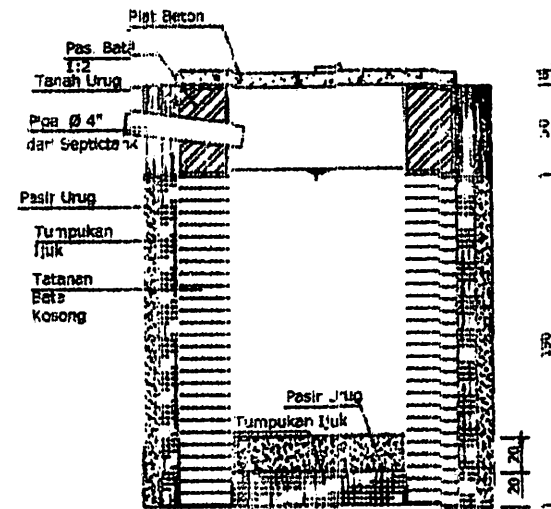 Plat Beton
Pas. Bata
1:2
Tanah Urug
Pipa Ø 4"
dari Septictank
Pasir Urug
Tumpukan
Ijuk
Tatanan
Bata
Kosong
Pasir Urug
Tumpukan Ijuk
20
20